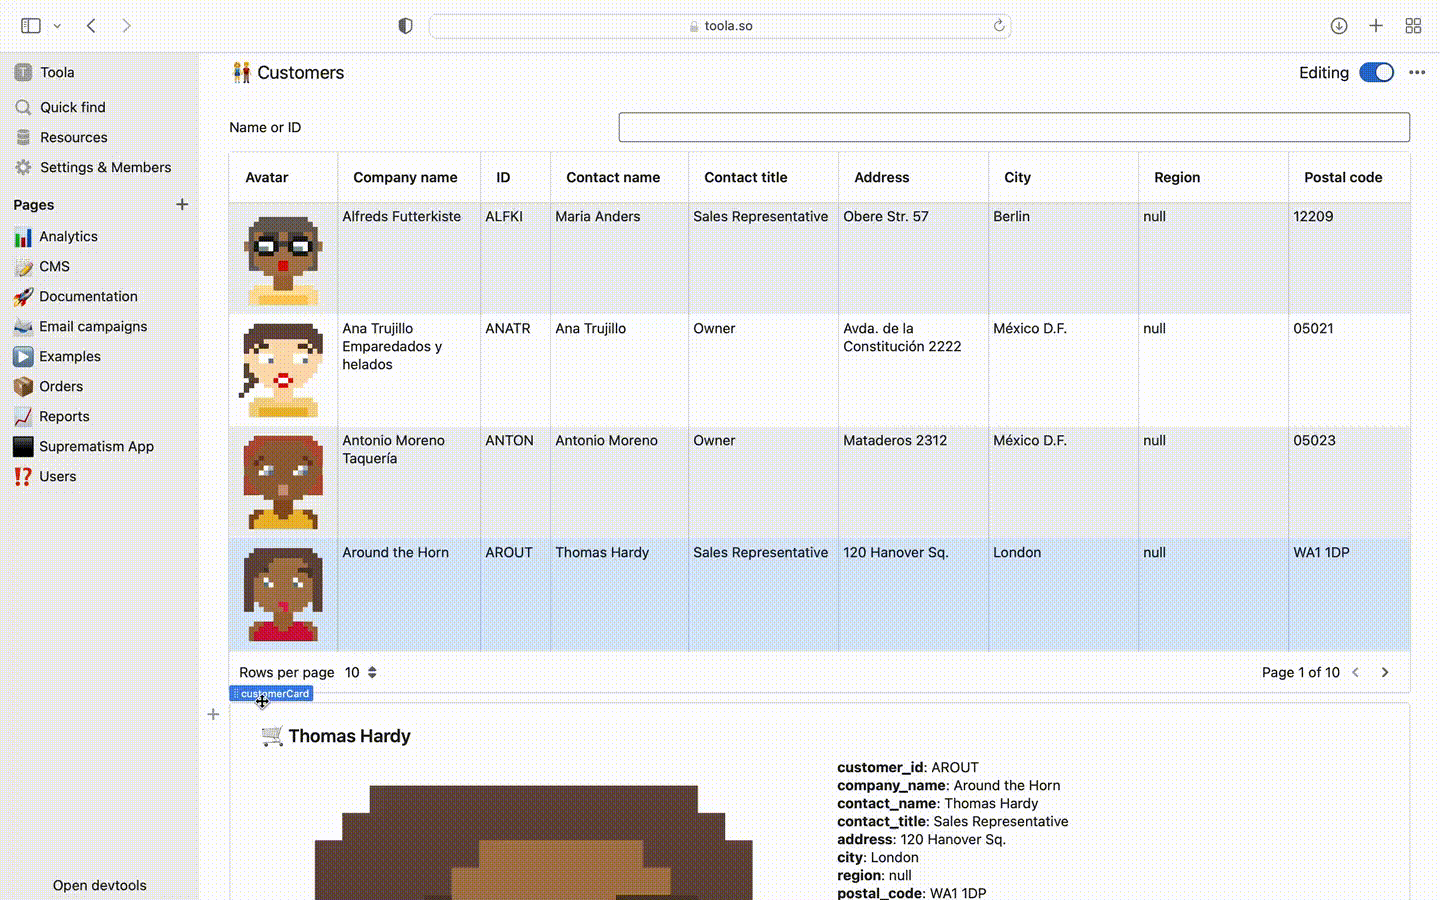 toola.so
Toola
Quick find
Resources
Settings & Members
Pages
Analytics
CMS
Documentation
Email campaigns
Examples
Orders
Reports
Suprematism App
Users
Open devtools
Customers
Editing
Name or ID
Avatar Company name ID Contact name Contact title Address City Region Postal code
Alfreds Futterkiste ALFKI Maria Anders Sales Representative Obere Str. 57 Berlin null 12209
Ana Trujillo ANATR Ana Trujillo Owner Avda. de la México D.F. null 05021
Emparedados y Constitución 2222
helados
Antonio Moreno ANTON Antonio Moreno Owner Mataderos 2312 México D.F. null 05023
Taquería
Around the Horn AROUT Thomas Hardy Sales Representative 120 Hanover Sq. London null WA1 1DP
Rows per page 10 Page 1 of 10
customerCard
Thomas Hardy
customer_id: AROUT
company_name: Around the Horn
contact_name: Thomas Hardy
contact_title: Sales Representative
address: 120 Hanover Sq.
city: London
region: null
postal_code: WA1 1DP